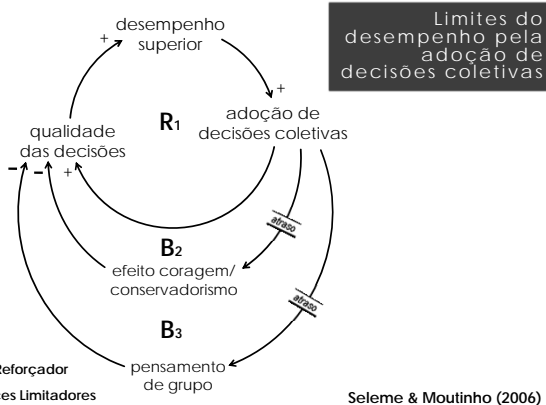 Limites do
desempenho pela
adoção de
decisões coletivas
desempenho
superior
+
+
R1
adoção de
decisões coletivas
qualidade
das decisões
– – +
atraso
B2
efeito coragem/
conservadorismo
atraso
B3
pensamento
de grupo
Reforçador
es Limitadores
Seleme & Moutinho (2006)